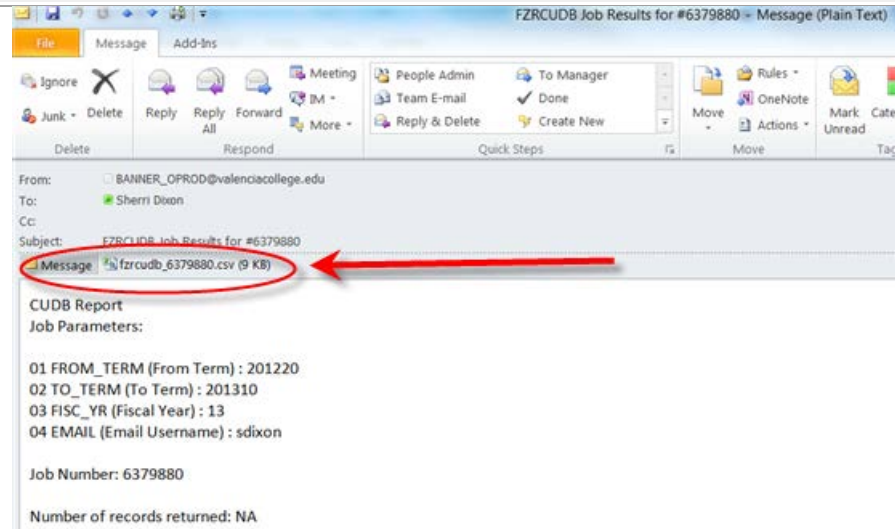 FZRCUDB Job Results for #6379880 - Message (Plain Text)
File Message Add-Ins
Ignore
Junk
Delete
Reply
Reply All
Forward
Meeting
IM
More
People Admin
Team E-mail
Reply & Delete
To Manager
Done
Create New
Move
Rules
OneNote
Actions
Mark Unread
Cate
Delete Respond Quick Steps Move Tag
From: BANNER_OPROD@valenciacollege.edu
To: Sherri Dixon
Cc:
Subject: FZRCUDB Job Results for #6379880
Message fzrcudb_6379880.csv (9 KB)
CUDB Report
Job Parameters:
01 FROM_TERM (From Term) : 201220
02 TO_TERM (To Term) : 201310
03 FISC_YR (Fiscal Year) : 13
04 EMAIL (Email Username) : sdixon
Job Number: 6379880
Number of records returned: NA